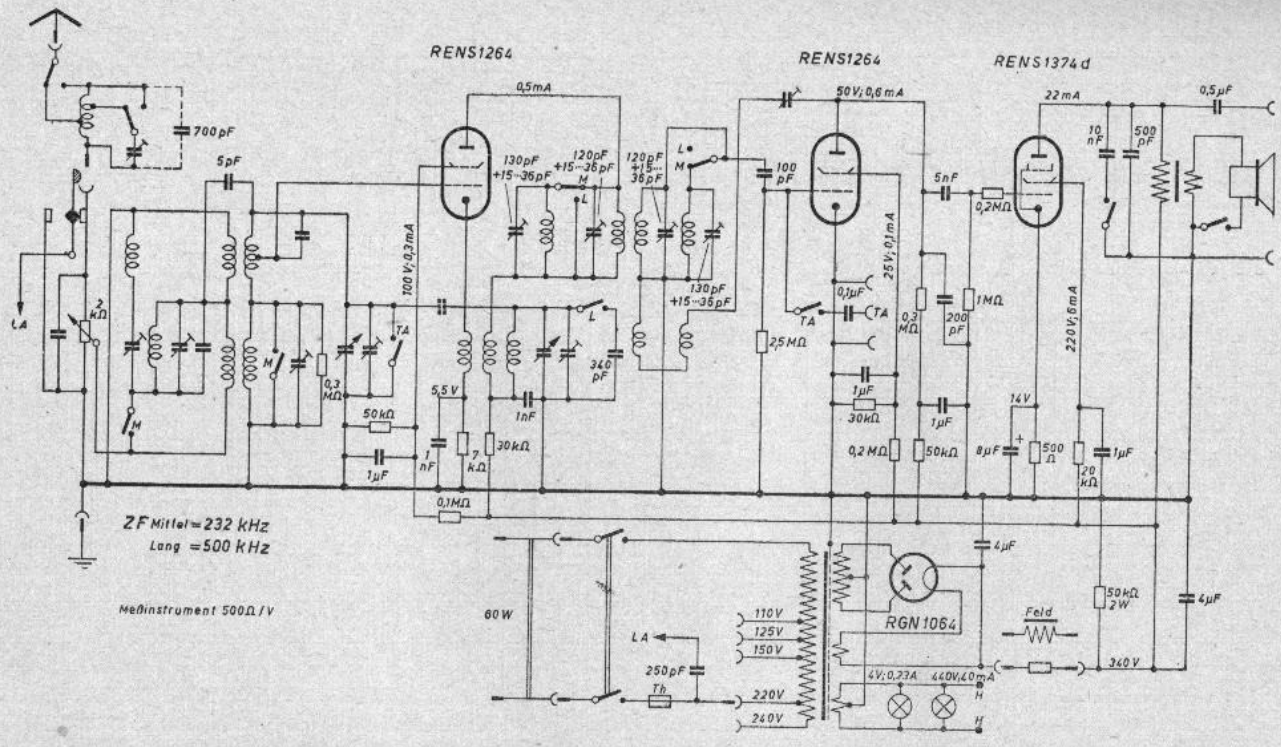 RENS1264
RENS1264
RENS1374d
0,5mA
50V; 0,6 mA
22mA
0,5µF
700pF
5pF
130pF
+15...36pF
120pF
+15...36pF
120pF
+15...
36pF
L
M
M
L
100
pF
5nF
0,2MΩ
10
nF
500
pF
100V; 0,3mA
25V; 0,1mA
130pF
+15...36pF
0,1µF
LA
2
kΩ
M
M
0,3
MΩ
TA
L
340
pF
TA
TA
2,5MΩ
0,3
MΩ
200
pF
1MΩ
220V; 6mA
5,5V
1nF
50kΩ
1µF
1
nF
7
kΩ
30kΩ
1µF
30kΩ
0,2MΩ
50kΩ
1µF
14V
8µF
+
500
Ω
20
kΩ
1µF
0,1MΩ
ZF Mittel = 232 kHz
Lang = 500 kHz
Meßinstrument 500Ω/V
60W
110V
125V
150V
220V
240V
LA
250pF
Th
RGN1064
4µF
4V; 0,23A
440V, 40mA
H
H
Feld
50kΩ
2W
340V
4µF